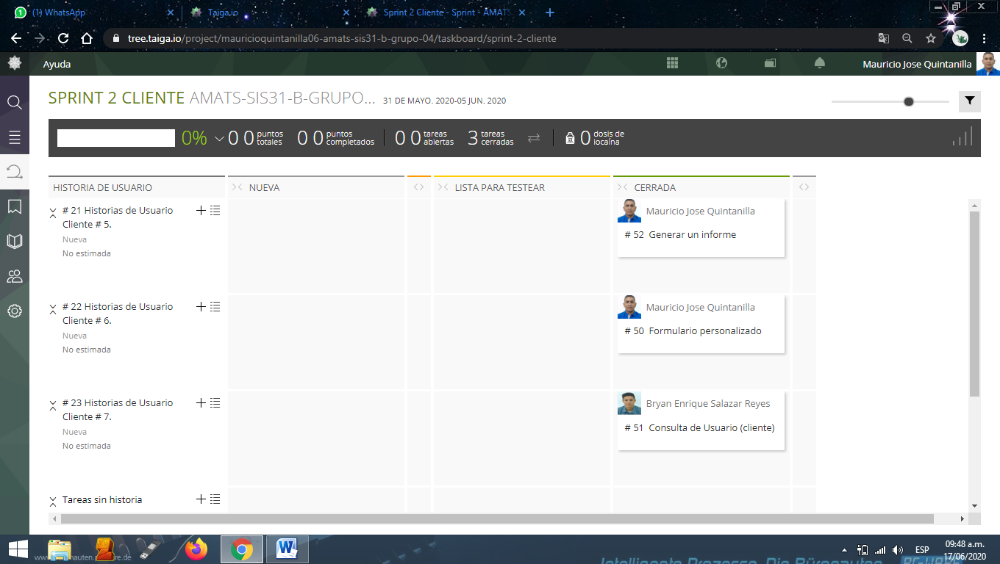 (1) WhatsApp
Taiga.io
Sprint 2 Cliente - Sprint - AMATS
tree.taiga.io/project/mauricioquintanilla06-amats-sis31-b-grupo-04/taskboard/sprint-2-cliente
Ayuda
Mauricio Jose Quintanilla
SPRINT 2 CLIENTE AMATS-SIS31-B-GRUPO... 31 DE MAYO. 2020-05 JUN. 2020
0% 0 0 puntos totales 0 0 puntos completados 0 0 tareas abiertas 3 tareas cerradas 0 dosis de iocaína
HISTORIA DE USUARIO
NUEVA
LISTA PARA TESTEAR
CERRADA
# 21 Historias de Usuario
Cliente # 5.
Nueva
No estimada
Mauricio Jose Quintanilla
# 52 Generar un informe
# 22 Historias de Usuario
Cliente # 6.
Nueva
No estimada
Mauricio Jose Quintanilla
# 50 Formulario personalizado
# 23 Historias de Usuario
Cliente # 7.
Nueva
No estimada
Bryan Enrique Salazar Reyes
# 51 Consulta de Usuario (cliente)
Tareas sin historia
ESP
09:48 a.m.
17/06/2020